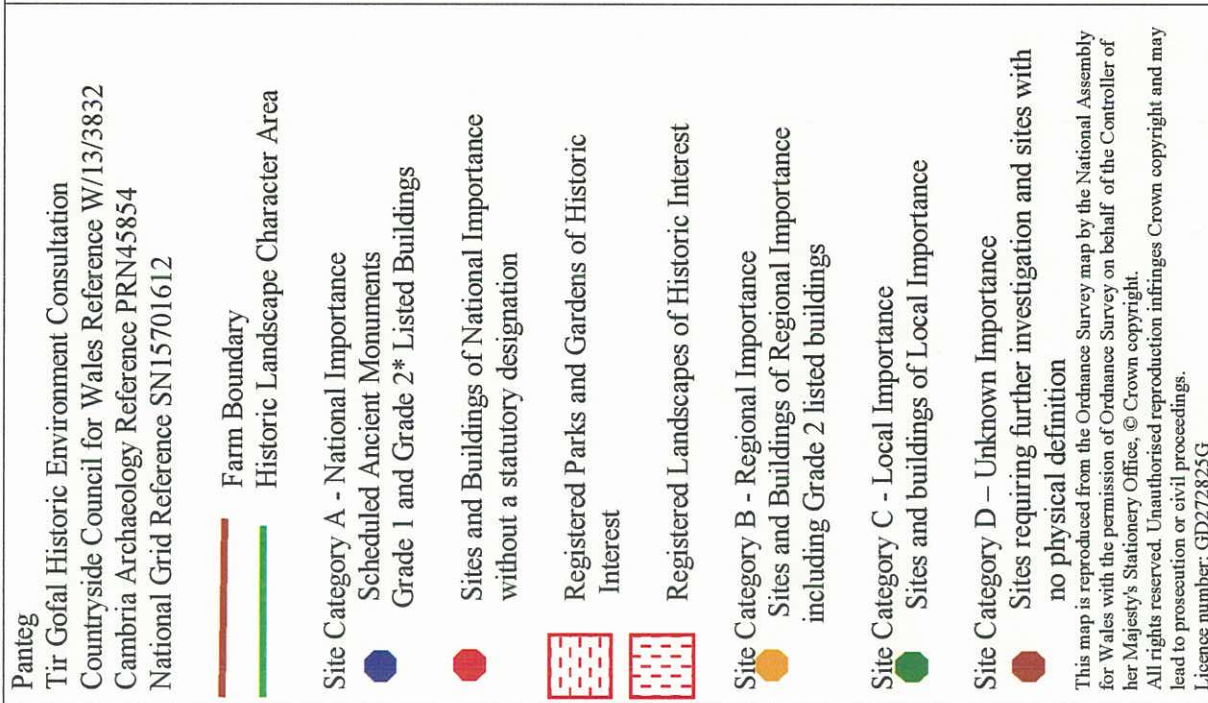 Panteg
Tir Gofal Historic Environment Consultation
Countryside Council for Wales Reference W/13/3832
Cambria Archaeology Reference PRN45854
National Grid Reference SN15701612
Farm Boundary
Historic Landscape Character Area
Site Category A - National Importance
Scheduled Ancient Monuments
Grade 1 and Grade 2* Listed Buildings
Sites and Buildings of National Importance
without a statutory designation
Registered Parks and Gardens of Historic
Interest
Registered Landscapes of Historic Interest
Site Category B - Regional Importance
Sites and Buildings of Regional Importance
including Grade 2 listed buildings
Site Category C - Local Importance
Sites and buildings of Local Importance
Site Category D – Unknown Importance
Sites requiring further investigation and sites with
no physical definition
This map is reproduced from the Ordnance Survey map by the National Assembly
for Wales with the permission of Ordnance Survey on behalf of the Controller of
her Majesty's Stationery Office, © Crown copyright.
All rights reserved. Unauthorised reproduction infringes Crown copyright and may
lead to prosecution or civil proceedings.
Licence number: GD272825G